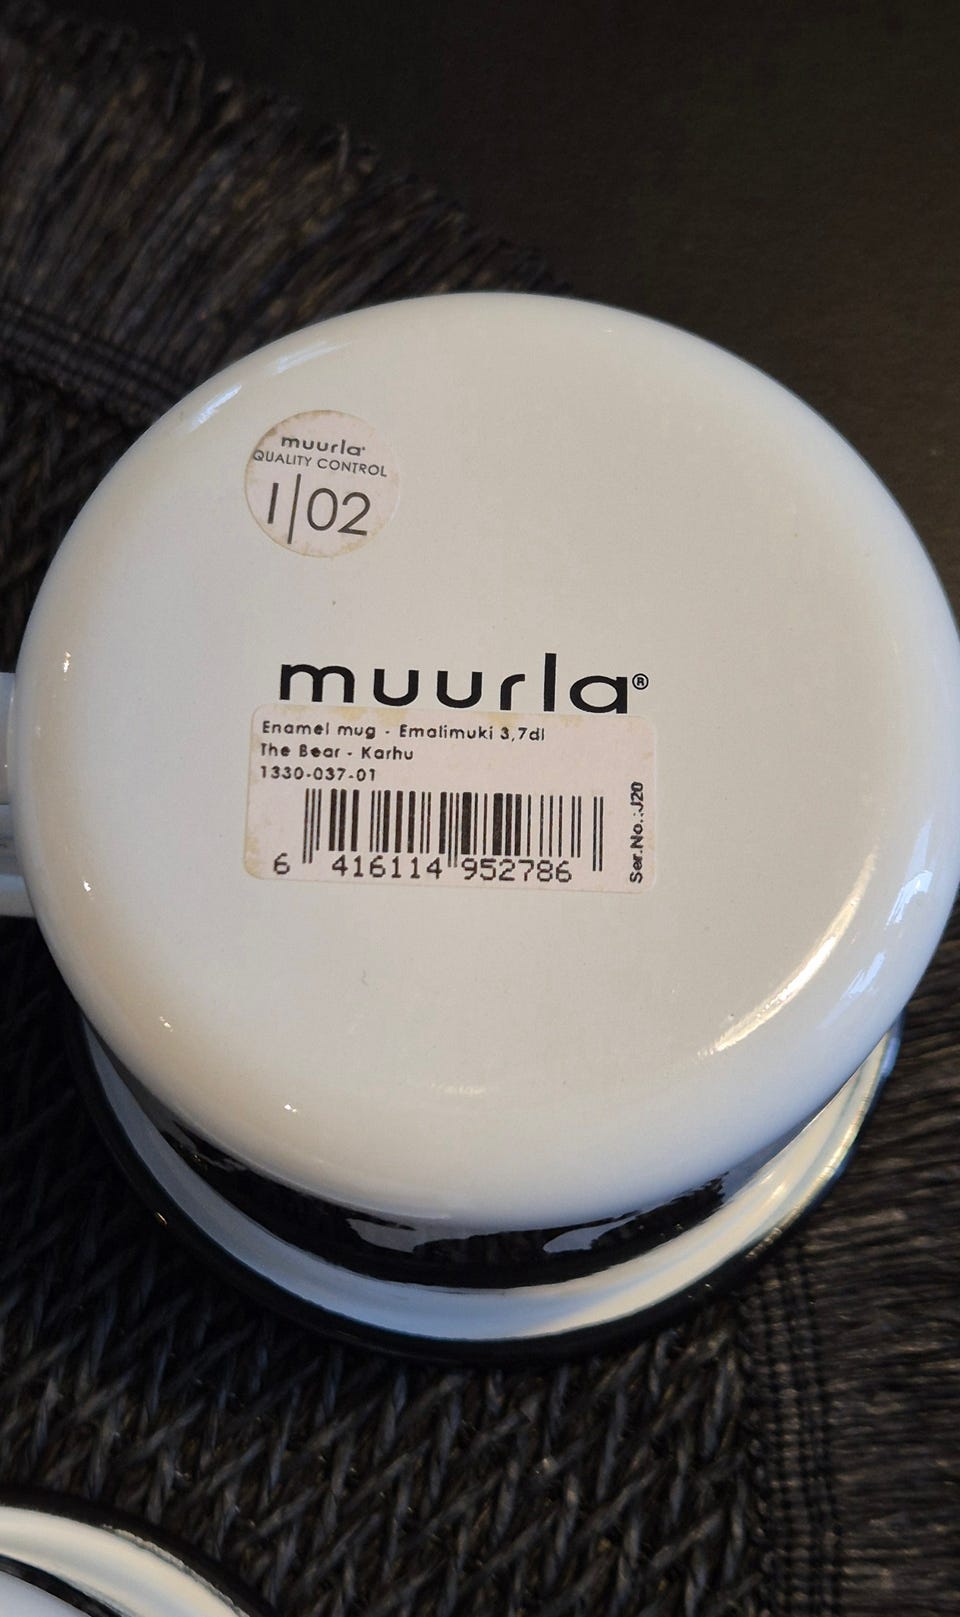 muurla®
QUALITY CONTROL
1|02
muurla®
Enamel mug - Emalimuki 3,7dl
The Bear - Karhu
1330-037-01
Ser.No.:J20
6 416114 952786